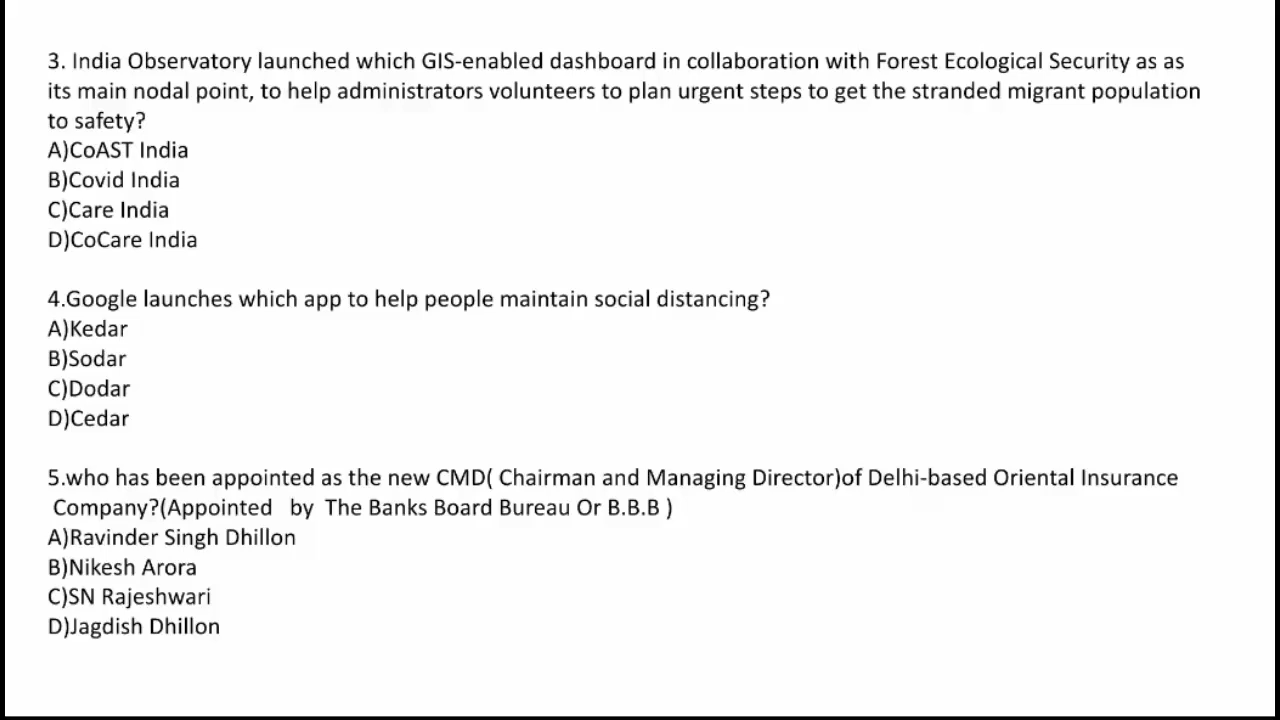 3. India Observatory launched which GIS-enabled dashboard in collaboration with Forest Ecological Security as as
its main nodal point, to help administrators volunteers to plan urgent steps to get the stranded migrant population
to safety?
A)CoAST India
B)Covid India
C)Care India
D)CoCare India
4.Google launches which app to help people maintain social distancing?
A)Kedar
B)Sodar
C)Dodar
D)Cedar
5.who has been appointed as the new CMD( Chairman and Managing Director)of Delhi-based Oriental Insurance
Company?(Appointed by The Banks Board Bureau Or B.B.B )
A)Ravinder Singh Dhillon
B)Nikesh Arora
C)SN Rajeshwari
D)Jagdish Dhillon